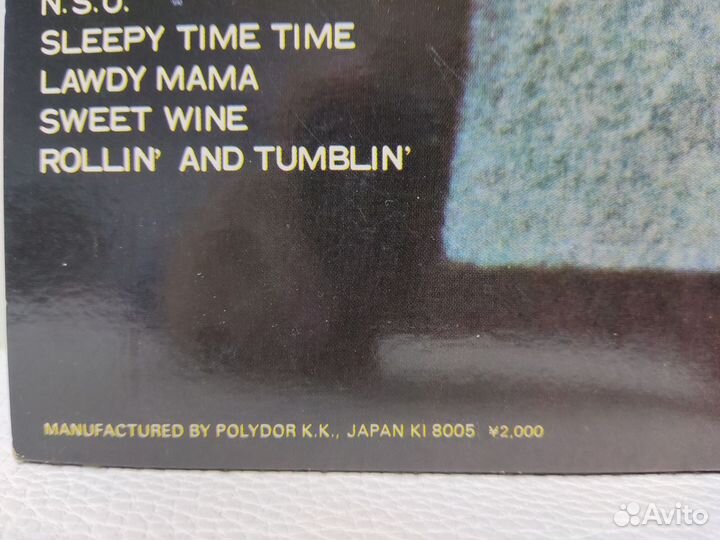 N.S.U.
SLEEPY TIME TIME
LAWDY MAMA
SWEET WINE
ROLLIN' AND TUMBLIN'
MANUFACTURED BY POLYDOR K.K., JAPAN KI 8005 ¥2,000
Avito